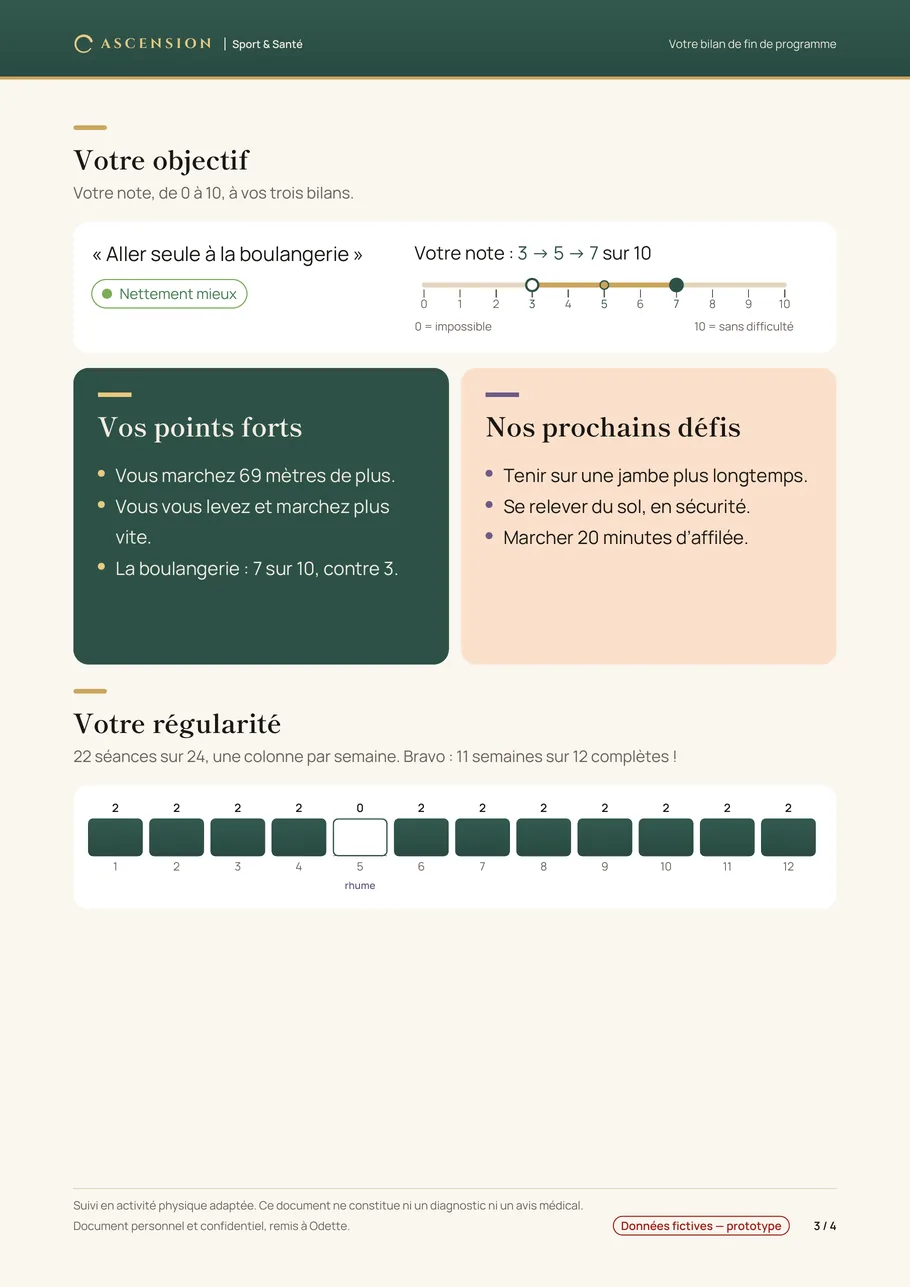 ASCENSION | Sport & Santé
Votre bilan de fin de programme
Votre objectif
Votre note, de 0 à 10, à vos trois bilans.
« Aller seule à la boulangerie »
Nettement mieux
Votre note : 3 → 5 → 7 sur 10
0 1 2 3 4 5 6 7 8 9 10
0 = impossible
10 = sans difficulté
Vos points forts
Vous marchez 69 mètres de plus.
Vous vous levez et marchez plus
vite.
La boulangerie : 7 sur 10, contre 3.
Nos prochains défis
Tenir sur une jambe plus longtemps.
Se relever du sol, en sécurité.
Marcher 20 minutes d’affilée.
Votre régularité
22 séances sur 24, une colonne par semaine. Bravo : 11 semaines sur 12 complètes !
2 2 2 2 0 2 2 2 2 2 2 2
1 2 3 4 5 6 7 8 9 10 11 12
rhume
Suivi en activité physique adaptée. Ce document ne constitue ni un diagnostic ni un avis médical.
Document personnel et confidentiel, remis à Odette.
Données fictives — prototype
3 / 4